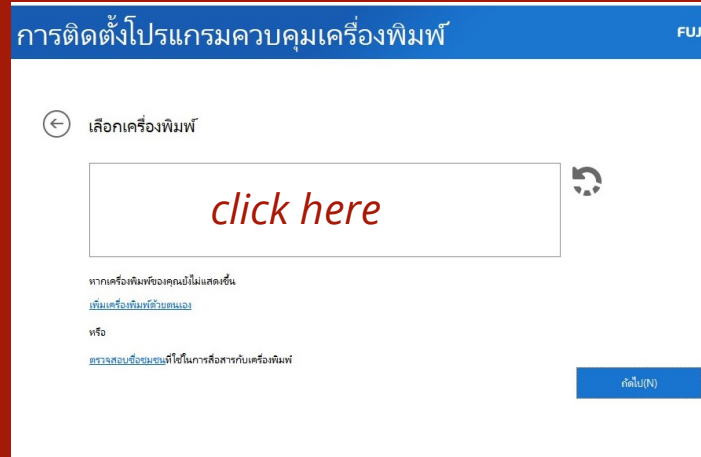 การติดตั้งโปรแกรมควบคุมเครื่องพิมพ์
FUJ
เลือกเครื่องพิมพ์
click here
หากเครื่องพิมพ์ของคุณยังไม่แสดงขึ้น
เพิ่มเครื่องพิมพ์ด้วยตนเอง
หรือ
ตรวจสอบชื่อชุมชนที่ใช้ในการสื่อสารกับเครื่องพิมพ์
ถัดไป(N)